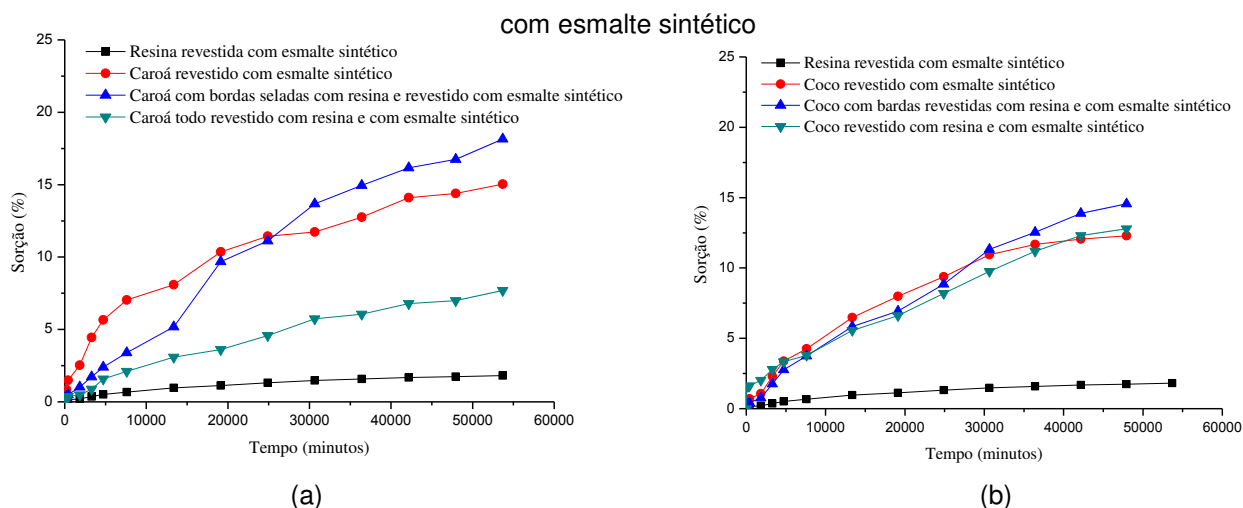 com esmalte sintético
25
20
15
10
5
0
Sorção (%)
Resina revestida com esmalte sintético
Caroá revestido com esmalte sintético
Caroá com bordas seladas com resina e revestido com esmalte sintético
Caroá todo revestido com resina e com esmalte sintético
0 10000 20000 30000 40000 50000 60000
Tempo (minutos)
(a)
25
20
15
10
5
0
Sorção (%)
Resina revestida com esmalte sintético
Coco revestido com esmalte sintético
Coco com bardas revestidas com resina e com esmalte sintético
Coco revestido com resina e com esmalte sintético
0 10000 20000 30000 40000 50000 60000
Tempo (minutos)
(b)